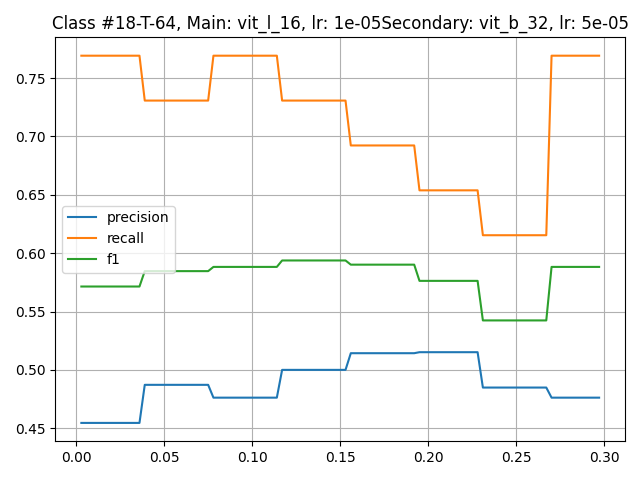 Class #18-T-64, Main: vit_l_16, lr: 1e-05Secondary: vit_b_32, lr: 5e-05
0.75
0.70
0.65
0.60
0.55
0.50
0.45
precision
recall
f1
0.00 0.05 0.10 0.15 0.20 0.25 0.30